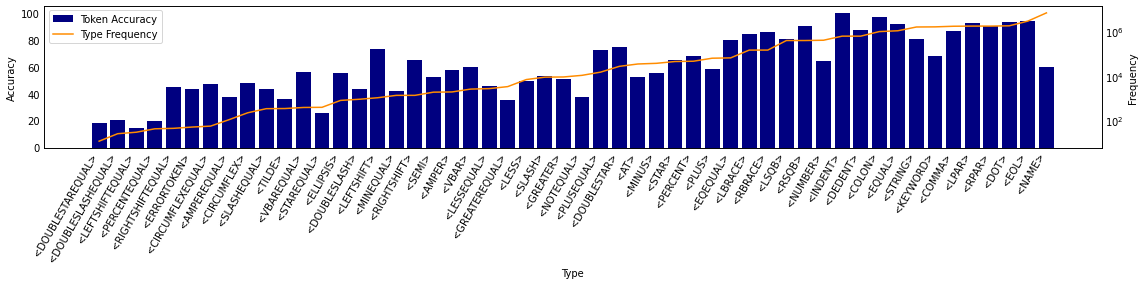 Token Accuracy
Type Frequency
Accuracy
100
80
60
40
20
0
Frequency
10^6
10^4
10^2
<DOUBLESTAREQUAL>
<DOUBLESLASHEQUAL>
<LEFTSHIFTEQUAL>
<PERCENTEQUAL>
<RIGHTSHIFTEQUAL>
<ERRORTOKEN>
<CIRCUMFLEXEQUAL>
<AMPEREQUAL>
<CIRCUMFLEX>
<SLASHEQUAL>
<TILDE>
<VBAREQUAL>
<STAREQUAL>
<ELLIPSIS>
<DOUBLESLASH>
<LEFTSHIFT>
<MINEQUAL>
<RIGHTSHIFT>
<SEMI>
<AMPER>
<VBAR>
<LESSEQUAL>
<GREATEREQUAL>
<LESS>
<SLASH>
<GREATER>
<NOTEQUAL>
<PLUSEQUAL>
<DOUBLESTAR>
<AT>
<MINUS>
<STAR>
<PERCENT>
<PLUS>
<EQEQUAL>
<LBRACE>
<RBRACE>
<LSQB>
<RSQB>
<NUMBER>
<INDENT>
<DEDENT>
<COLON>
<EQUAL>
<STRING>
<KEYWORD>
<COMMA>
<LPAR>
<RPAR>
<DOT>
<EOL>
<NAME>
Type